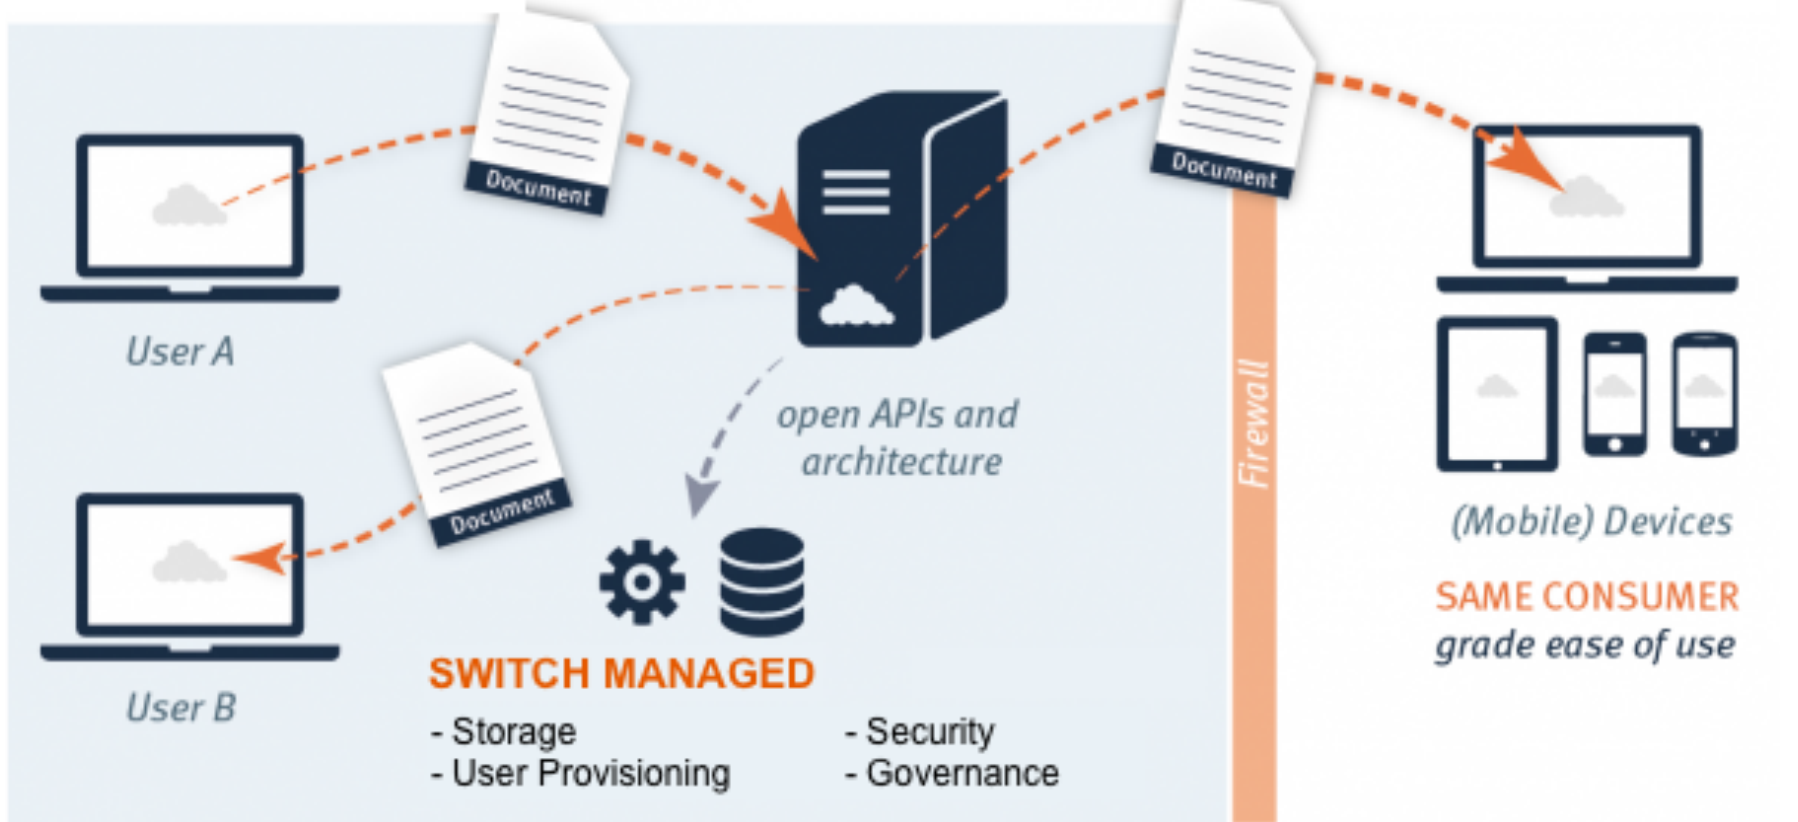 Document
Document
User A
Document
open APIs and
architecture
Firewall
User B
SWITCH MANAGED
- Storage
- User Provisioning
- Security
- Governance
(Mobile) Devices
SAME CONSUMER
grade ease of use